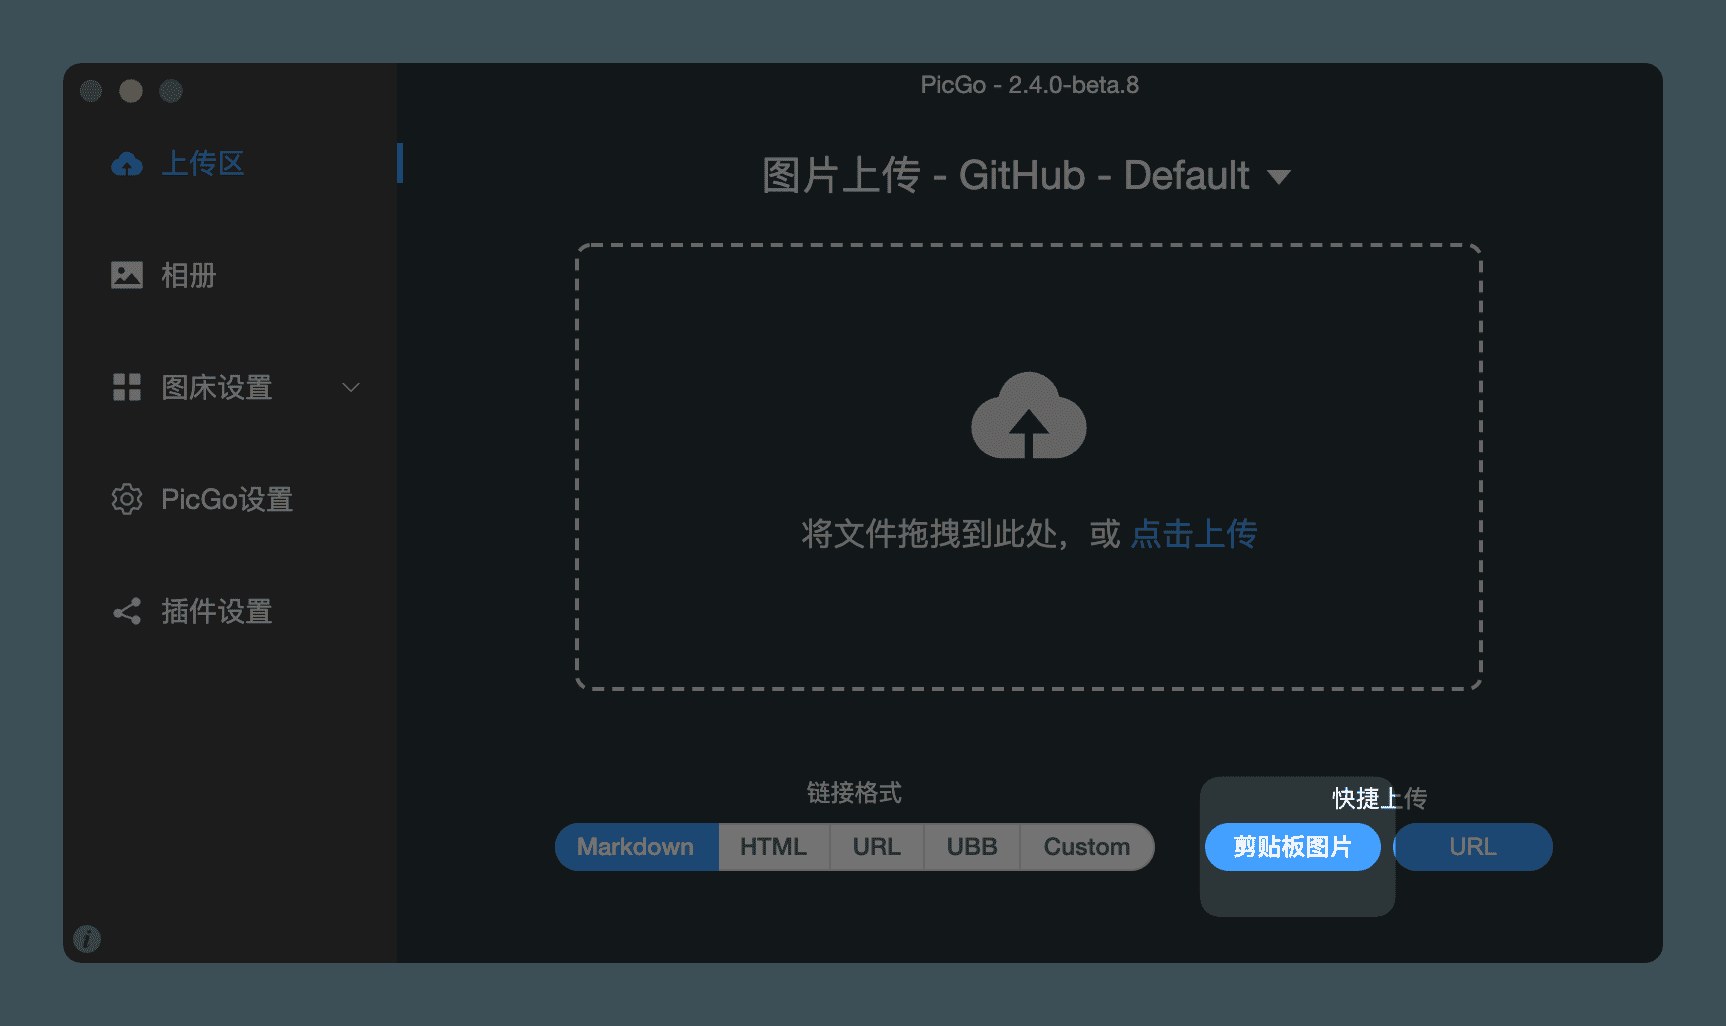 PicGo - 2.4.0-beta.8
上传区
相册
图床设置
PicGo设置
插件设置
图片上传 - GitHub - Default
将文件拖拽到此处，或 点击上传
链接格式
Markdown HTML URL UBB Custom
快捷上传
剪贴板图片 URL